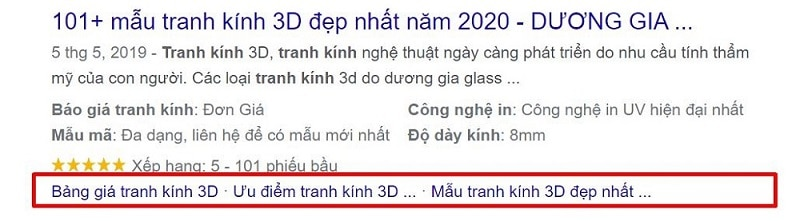 101+ mẫu tranh kính 3D đẹp nhất năm 2020 - DƯƠNG GIA ...
5 thg 5, 2019 - Tranh kính 3D, tranh kính nghệ thuật ngày càng phát triển do nhu cầu tính thẩm
mỹ của con người. Các loại tranh kính 3d do dương gia glass ...
Báo giá tranh kính: Đơn Giá
Công nghệ in: Công nghệ in UV hiện đại nhất
Mẫu mã: Đa dạng, liên hệ để có mẫu mới nhất
Độ dày kính: 8mm
Xếp hạng: 5 - 101 phiếu bầu
Bảng giá tranh kính 3D · Ưu điểm tranh kính 3D ... · Mẫu tranh kính 3D đẹp nhất ...